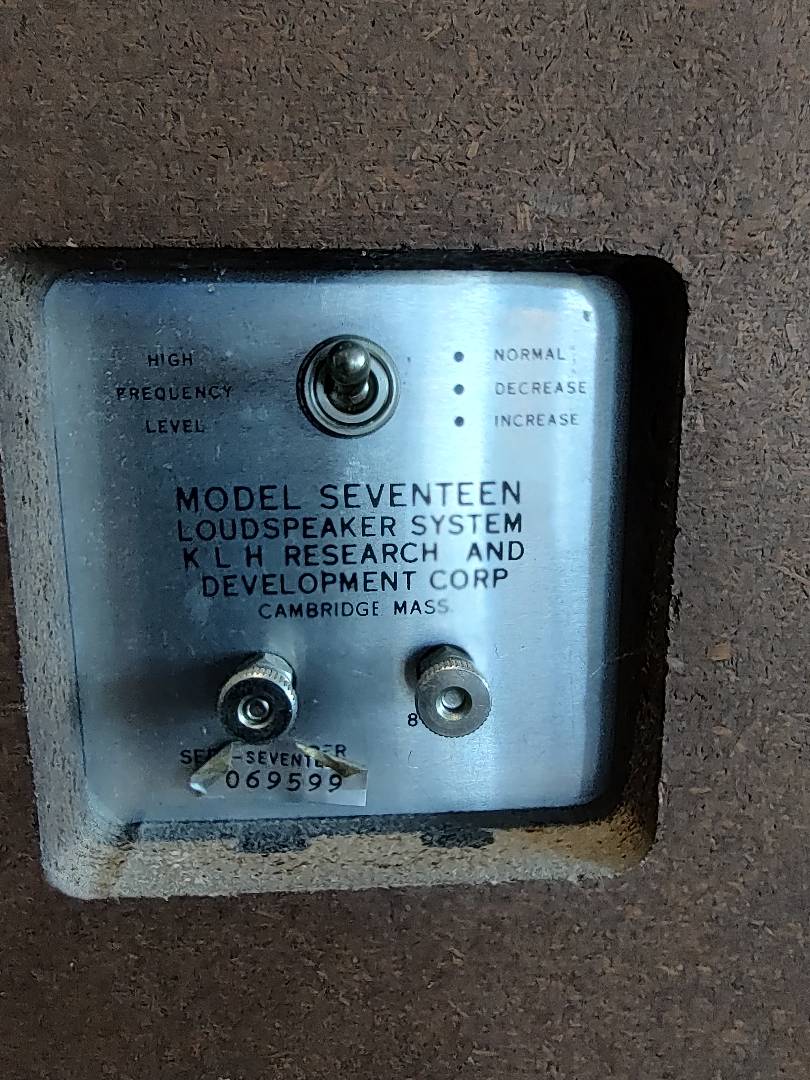 HIGH
FREQUENCY
LEVEL
NORMAL
DECREASE
INCREASE
MODEL SEVENTEEN
LOUDSPEAKER SYSTEM
K L H RESEARCH AND
DEVELOPMENT CORP
CAMBRIDGE MASS
8
069599